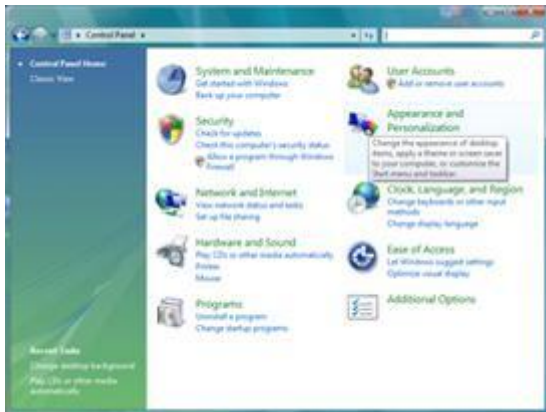 Control Panel
Control Panel Home
Classic View
System and Maintenance
Get started with Windows
Back up your computer
Security
Check for updates
Check this computer's security status
Allow a program through Windows
Firewall
Network and Internet
View network status and tasks
Set up file sharing
Hardware and Sound
Play CDs or other media automatically
Printer
Mouse
Programs
Uninstall a program
Change startup programs
User Accounts
Add or remove user accounts
Appearance and
Personalization
Change the appearance of desktop
items, apply a theme or screen saver
to your computer, or customize the
Start menu and taskbar.
Clock, Language, and Region
Change keyboards or other input
methods
Change display language
Ease of Access
Let Windows suggest settings
Optimize visual display
Additional Options
Recent Tasks
Change desktop background
Play CDs or other media
automatically